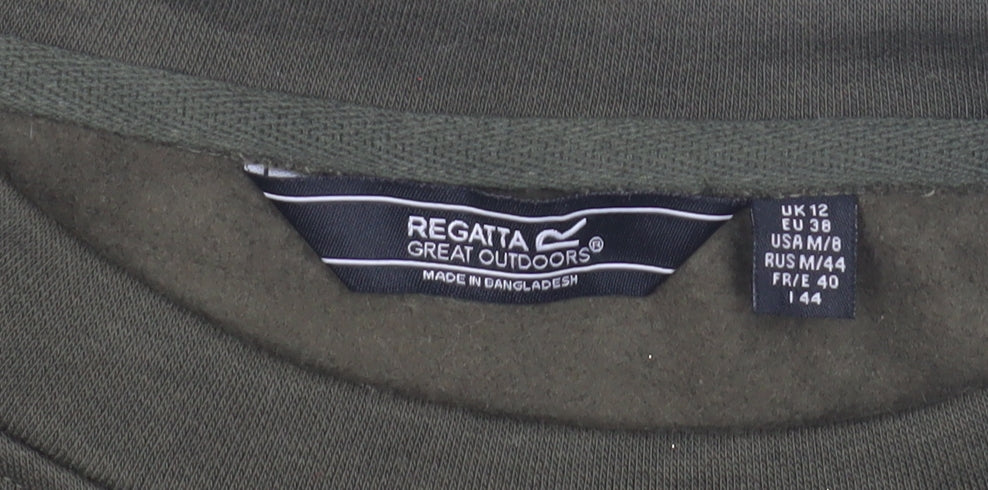 REGATTA
GREAT OUTDOORS®
MADE IN BANGLADESH
UK 12
EU 38
USA M/8
RUS M/44
FR/E 40
I 44